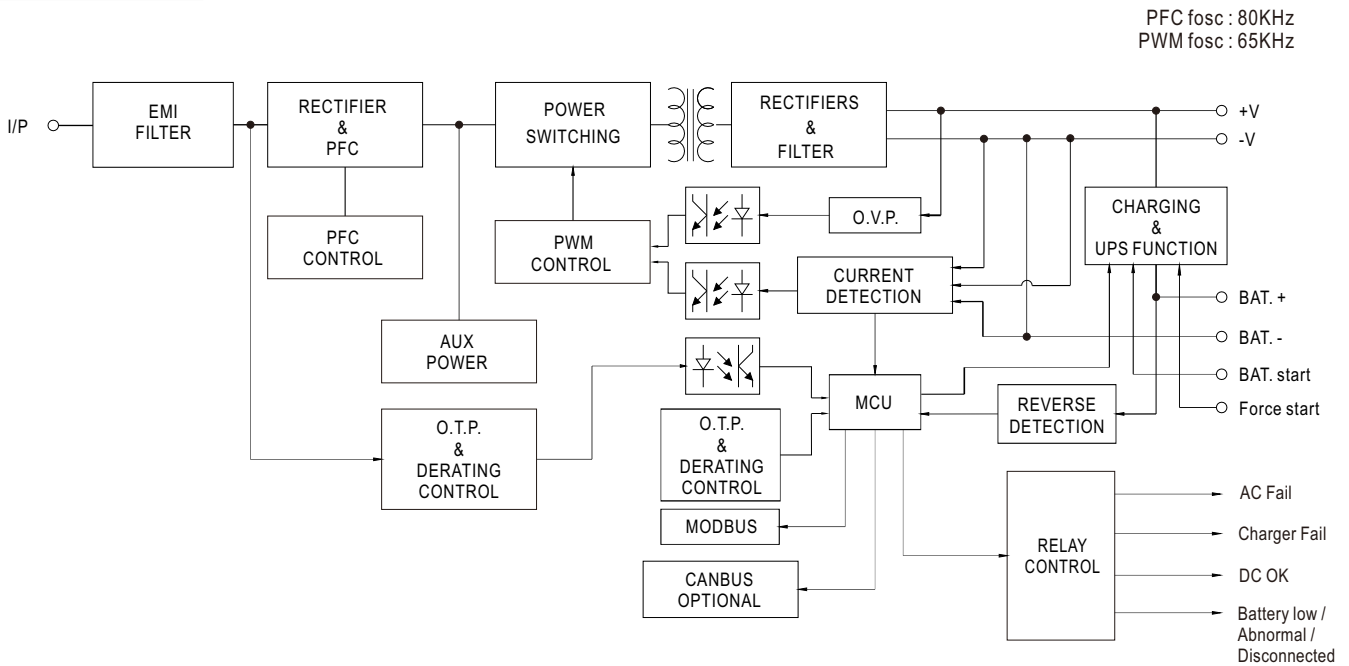 PFC fosc : 80KHz
PWM fosc : 65KHz
I/P
EMI
FILTER
RECTIFIER
&
PFC
POWER
SWITCHING
RECTIFIERS
&
FILTER
+V
-V
PFC
CONTROL
PWM
CONTROL
O.V.P.
CHARGING
&
UPS FUNCTION
CURRENT
DETECTION
BAT. +
BAT. -
BAT. start
Force start
AUX
POWER
MCU
REVERSE
DETECTION
O.T.P.
&
DERATING
CONTROL
O.T.P.
&
DERATING
CONTROL
MODBUS
CANBUS
OPTIONAL
RELAY
CONTROL
AC Fail
Charger Fail
DC OK
Battery low /
Abnormal /
Disconnected